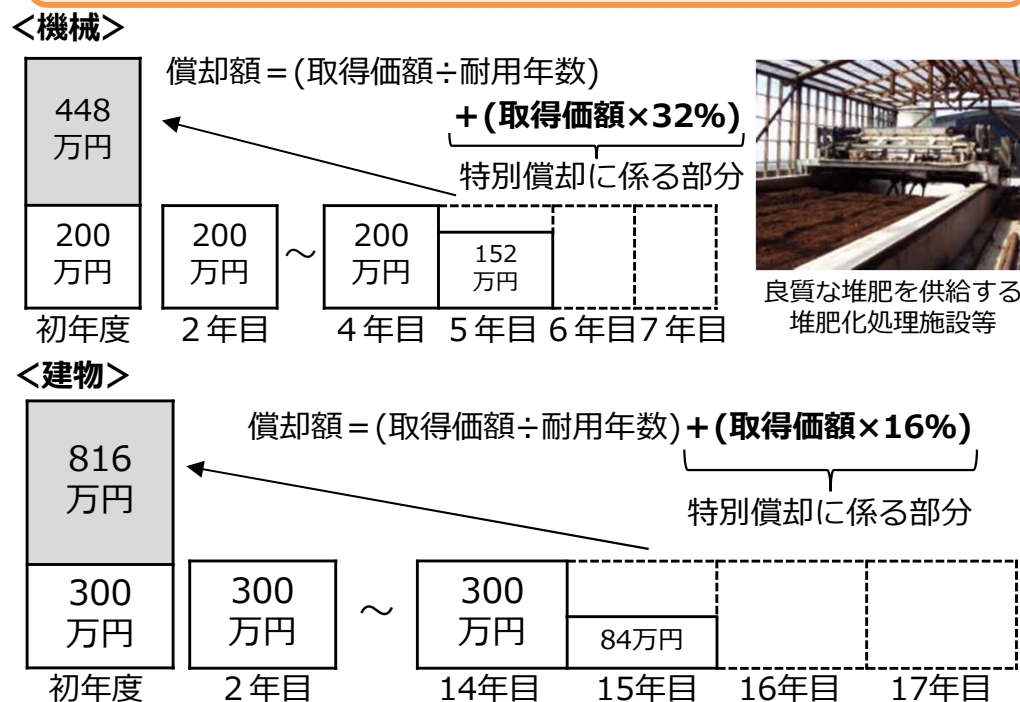 <機械>
償却額=(取得価額÷耐用年数)
+(取得価額×32%)
特別償却に係る部分
448
万円
200
万円
200
万円
~
200
万円
152
万円
初年度 2年目 4年目 5年目 6年目 7年目
良質な堆肥を供給する
堆肥化処理施設等
<建物>
償却額=(取得価額÷耐用年数)+(取得価額×16%)
特別償却に係る部分
816
万円
300
万円
300
万円
~
300
万円
84万円
初年度 2年目 14年目 15年目 16年目 17年目